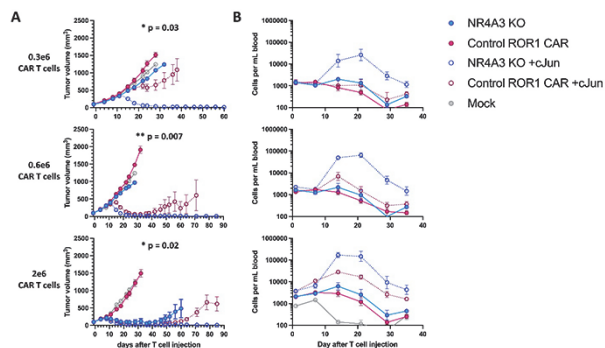 A
B
* p = 0.03
0.3e6
CAR T cells
Tumor volume (mm³)
2000
1500
1000
500
0
0 10 20 30 40 50 60
Cells per mL blood
1000000
100000
10000
1000
100
0 10 20 30 40
NR4A3 KO
Control ROR1 CAR
NR4A3 KO +cJun
Control ROR1 CAR +cJun
Mock
** p = 0.007
0.6e6
CAR T cells
Tumor volume (mm³)
2500
2000
1500
1000
500
0
0 10 20 30 40 50 60 70 80 90
Cells per mL blood
1000000
100000
10000
1000
100
0 10 20 30 40
* p = 0.02
2e6
CAR T cells
Tumor volume (mm³)
2500
2000
1500
1000
500
0
0 10 20 30 40 50 60 70 80 90
days after T cell injection
Cells per mL blood
1000000
100000
10000
1000
100
0 10 20 30 40
Day after T cell injection